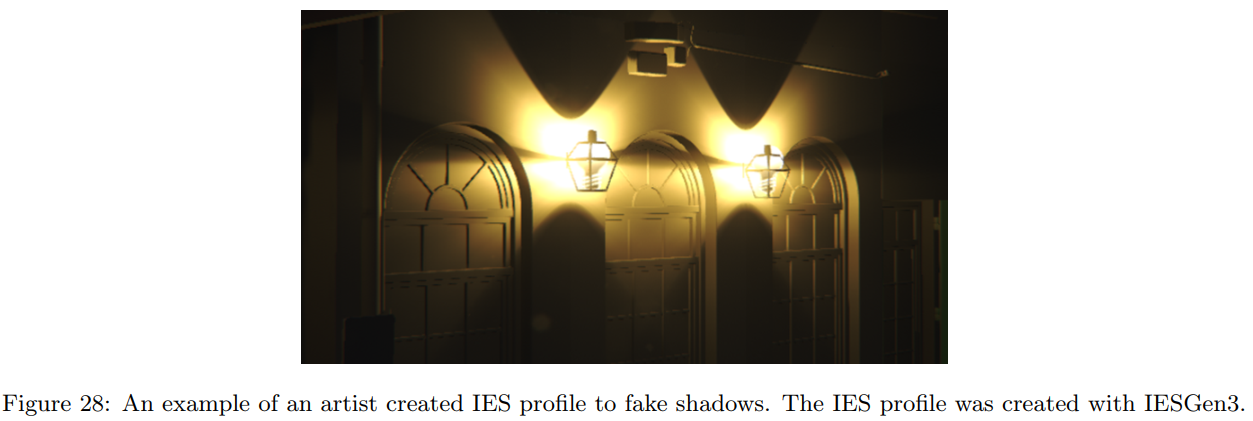 Figure 28: An example of an artist created IES profile to fake shadows. The IES profile was created with IESGen3.